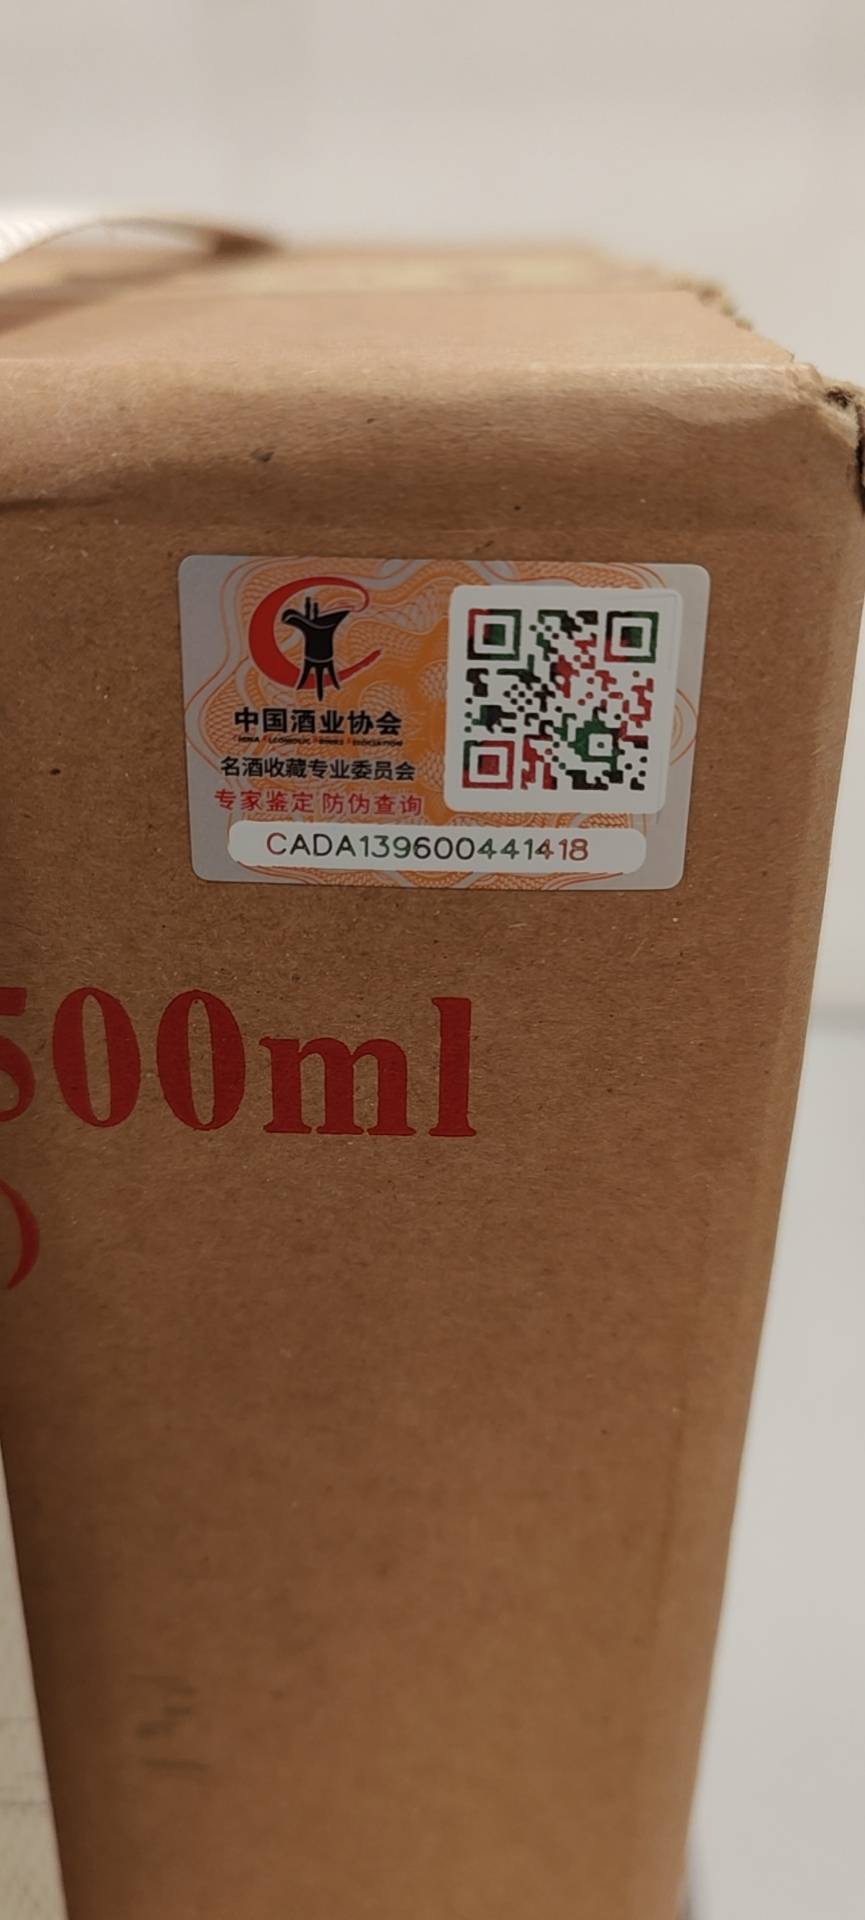 中国酒业协会
名酒收藏专业委员会
专家鉴定 防伪查询
CADA139600441418
500ml
)